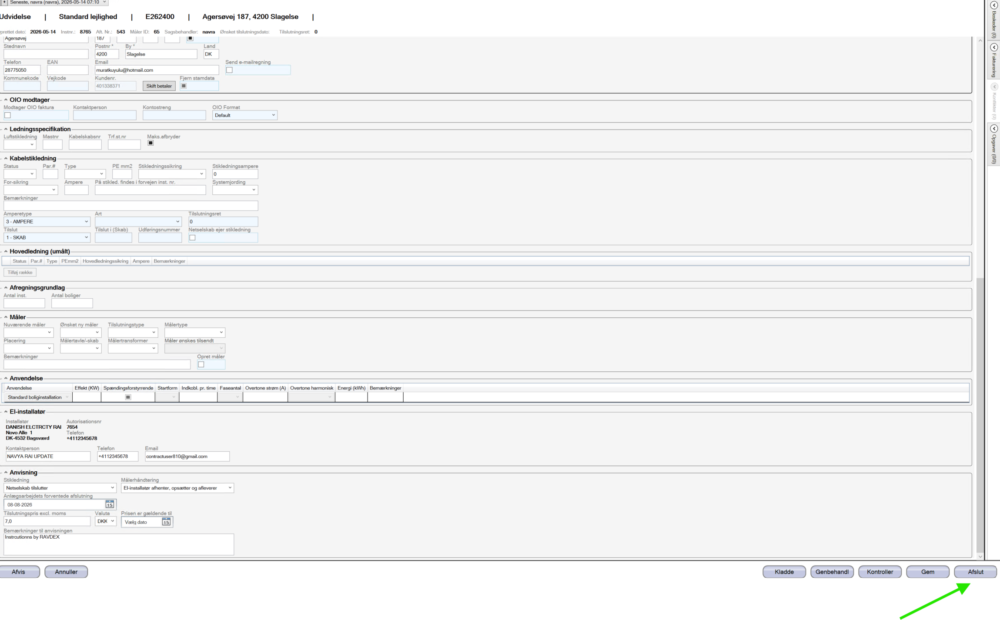 + Seneste, navra (navra), 2026-05-14 07:10
Udvidelse | Standard lejlighed | E262400 | Agersøvej 187, 4200 Slagelse |
prettet dato: 2026-05-14 Instnr.: 8765 Aft. Nr.: 543 Måler ID: 65 Sagsbehandler: navra Ønsket tilslutningsdato: Tilslutningsret: 0
Agersøvej 187
Stednavn Postnr * By * Land
4200 Slagelse DK
Telefon EAN Email Send e-mailregning
28775050 muratkuyulu@hotmail.com
Kommunekode Vejkode Kundenr. Fjern stamdata
401338371 Skift betaler
OIO modtager
Modtager OIO faktura Kontaktperson Kontostreng OIO Format
Default
Ledningsspecifikation
Luftstikledning Mastnr Kabelskabsnr Trf.st.nr Maks.afbryder
Kabelstikledning
Status Par.# Type PE mm2 Stikledningssikring Stikledningsampere
0
For-sikring Ampere På stikled. findes i forvejen inst. nr. Systemjording
Bemærkninger
Amperetype Art Tilslutningsret
3 - AMPERE 0
Tilslut Tilslut i (Skab) Udføringsnummer Netselskab ejer stikledning
1 - SKAB
Hovedledning (umålt)
Status Par.# Type PEmm2 Hovedledningssikring Ampere Bemærkninger
Tilføj række
Afregningsgrundlag
Antal inst. Antal boliger
Måler
Nuværende måler Ønsket ny måler Tilslutningstype Målertype
Placering Målertavle/-skab Målertransformer Måler ønskes tilsendt
Bemærkninger Opret måler
Anvendelse
Anvendelse Effekt (KW) Spændingsforstyrrende Startform Indkobl. pr. time Faseantal Overtone strøm (A) Overtone harmonisk Energi (kWh) Bemærkninger
Standard boliginstallation
El-installatør
Installatør Autorisationsnr
DANISH ELCTRCTY RAI 7654
Novo Alle 1 Telefon
DK-4532 Bagsværd +4112345678
Kontaktperson Telefon Email
NAVYA RAI UPDATE +4112345678 contractuser810@gmail.com
Anvisning
Stikledning Målerhåndtering
Netselskab tilslutter El-installatør afhenter, opsætter og afleverer
Anlægsarbejdets forventede afslutning
08-08-2026 15
Tilslutningspris excl. moms Valuta Prisen er gældende til
7,0 DKK Vælg dato 15
Bemærkninger til anvisningen
Instrcutionns by RAVDEX
Afvis Annuller Kladde Genbehandl Kontroller Gem Afslut
Beskeder (0)
Fakturering
Konflikter (0)
Opgaver (0/0)